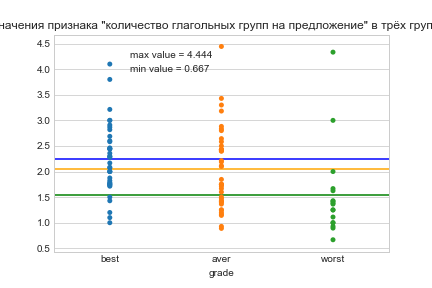 начения признака "количество глагольных групп на предложение" в трёх груп
max value = 4.444
min value = 0.667
4.5
4.0
3.5
3.0
2.5
2.0
1.5
1.0
0.5
best aver worst
grade